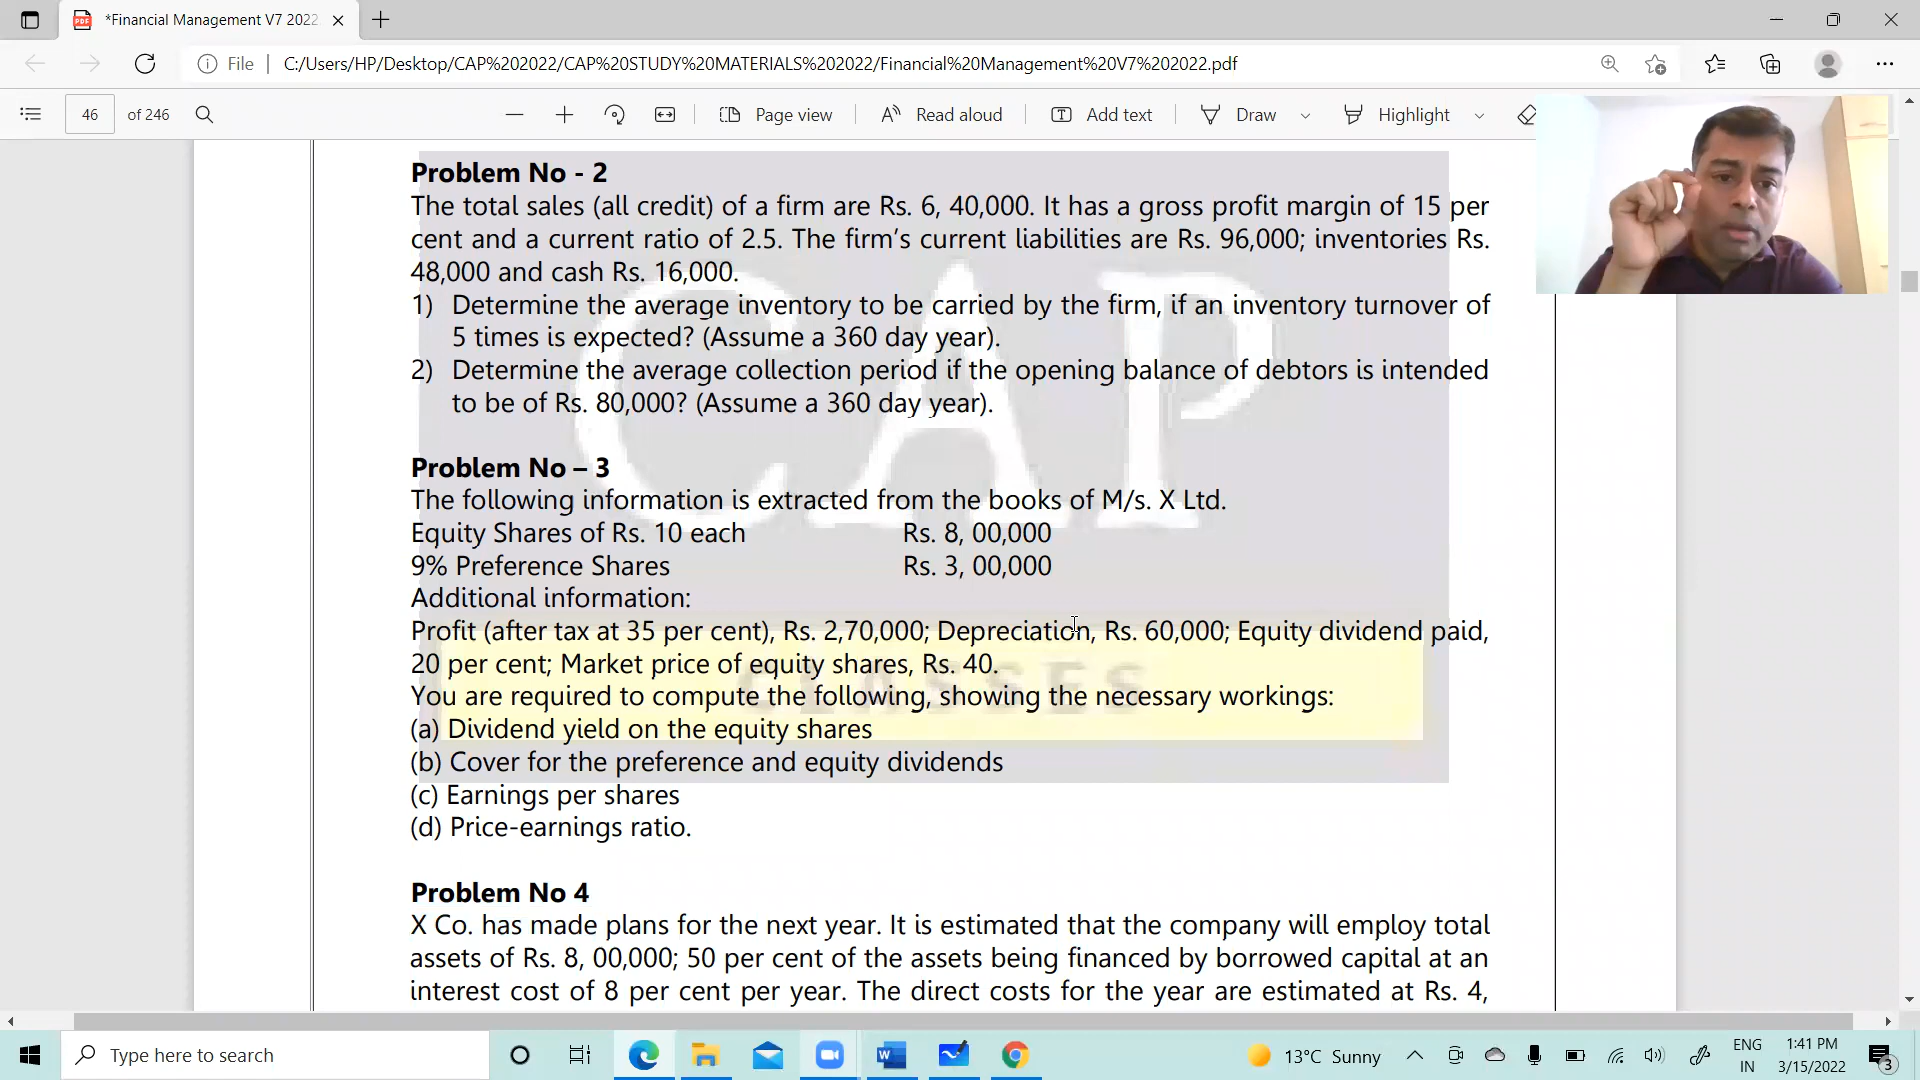 *Financial Management V7 2022
File
C:/Users/HP/Desktop/CAP%202022/CAP%20STUDY%20MATERIALS%202022/Financial%20Management%20V7%202022.pdf
46
of 246
Page view
Read aloud
Add text
Draw
Highlight
Problem No - 2
The total sales (all credit) of a firm are Rs. 6, 40,000. It has a gross profit margin of 15 per
cent and a current ratio of 2.5. The firm’s current liabilities are Rs. 96,000; inventories Rs.
48,000 and cash Rs. 16,000.
1) Determine the average inventory to be carried by the firm, if an inventory turnover of
5 times is expected? (Assume a 360 day year).
2) Determine the average collection period if the opening balance of debtors is intended
to be of Rs. 80,000? (Assume a 360 day year).
Problem No – 3
The following information is extracted from the books of M/s. X Ltd.
Equity Shares of Rs. 10 each Rs. 8, 00,000
9% Preference Shares Rs. 3, 00,000
Additional information:
Profit (after tax at 35 per cent), Rs. 2,70,000; Depreciation, Rs. 60,000; Equity dividend paid,
20 per cent; Market price of equity shares, Rs. 40.
You are required to compute the following, showing the necessary workings:
(a) Dividend yield on the equity shares
(b) Cover for the preference and equity dividends
(c) Earnings per shares
(d) Price-earnings ratio.
Problem No 4
X Co. has made plans for the next year. It is estimated that the company will employ total
assets of Rs. 8, 00,000; 50 per cent of the assets being financed by borrowed capital at an
interest cost of 8 per cent per year. The direct costs for the year are estimated at Rs. 4,
CAP
CLASSES
Type here to search
13°C Sunny
ENG
IN
1:41 PM
3/15/2022
3